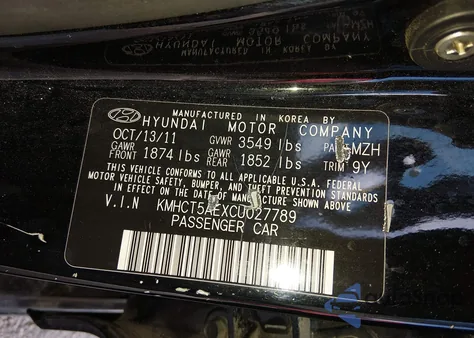 MANUFACTURED IN KOREA BY
HYUNDAI MOTOR COMPANY
OCT/13/11 GVWR 3549 lbs PAINT MZH
GAWR FRONT 1874 lbs GAWR REAR 1852 lbs TRIM 9Y
THIS VEHICLE CONFORMS TO ALL APPLICABLE U.S.A. FEDERAL
MOTOR VEHICLE SAFETY, BUMPER, AND THEFT PREVENTION STANDARDS
IN EFFECT ON THE DATE OF MANUFACTURE SHOWN ABOVE.
V.I.N KMHCT5AEXCU027789
PASSENGER CAR